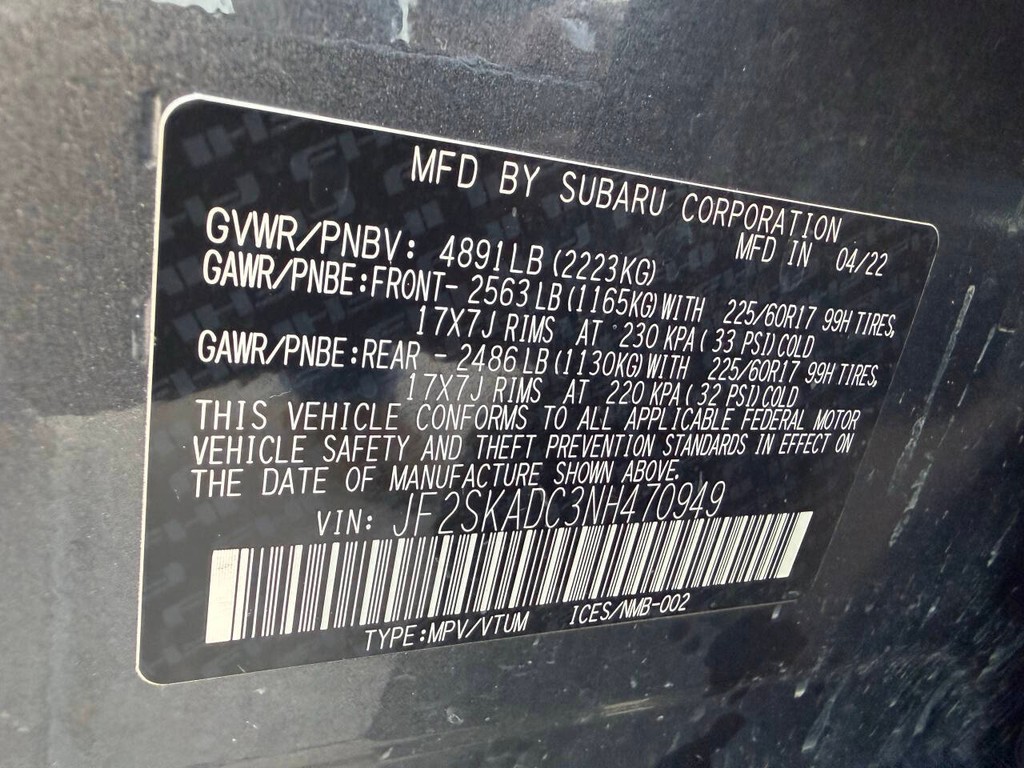 MFD BY SUBARU CORPORATION
MFD IN 04/22
GVWR/PNBV: 4891LB (2223KG)
GAWR/PNBE:FRONT- 2563LB(1165KG)WITH 225/60R17 99H TIRES,
17X7J RIMS AT 230 KPA( 33 PSI)COLD
GAWR/PNBE:REAR - 2486LB(1130KG)WITH 225/60R17 99H TIRES,
17X7J RIMS AT 220 KPA( 32 PSI)COLD
THIS VEHICLE CONFORMS TO ALL APPLICABLE FEDERAL MOTOR
VEHICLE SAFETY AND THEFT PREVENTION STANDARDS IN EFFECT ON
THE DATE OF MANUFACTURE SHOWN ABOVE.
VIN: JF2SKADC3NH470949
TYPE:MPV/VTUM ICES/NMB-002